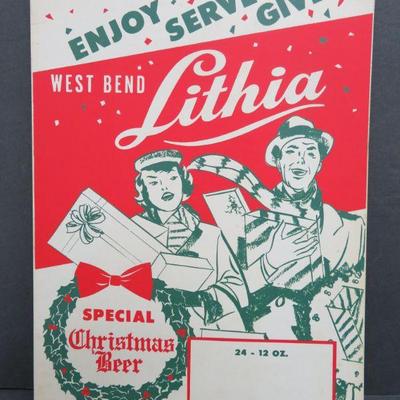 ENJOY
SERVE
GIVE
WEST BEND
Lithia
SPECIAL
Christmas
Beer
24 - 12 OZ.